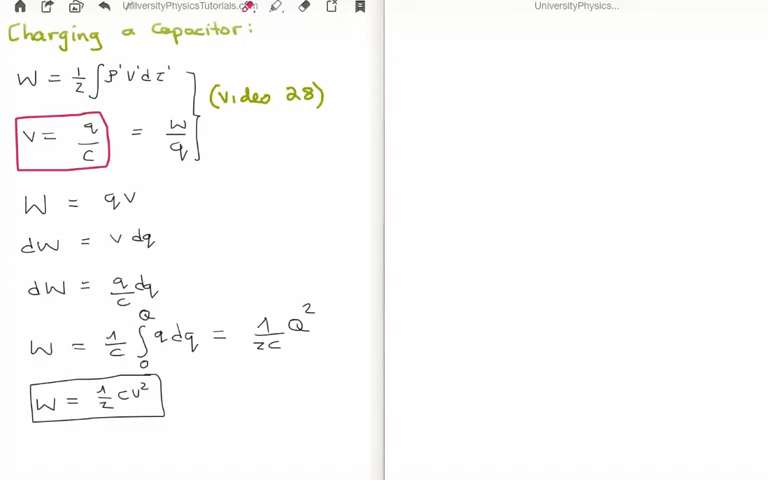 UniversityPhysicsTutorials.com
UniversityPhysics...
Charging a Capacitor:
W = 1/2 ∫ρ' V' dτ'
(Video 28)
V = q/c = W/q
W = qV
dW = V dq
dW = q/c dq
W = 1/c ∫₀^Q q dq = 1/2c Q²
W = 1/2 CV²